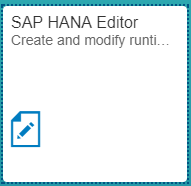 SAP HANA Editor
Create and modify runti...